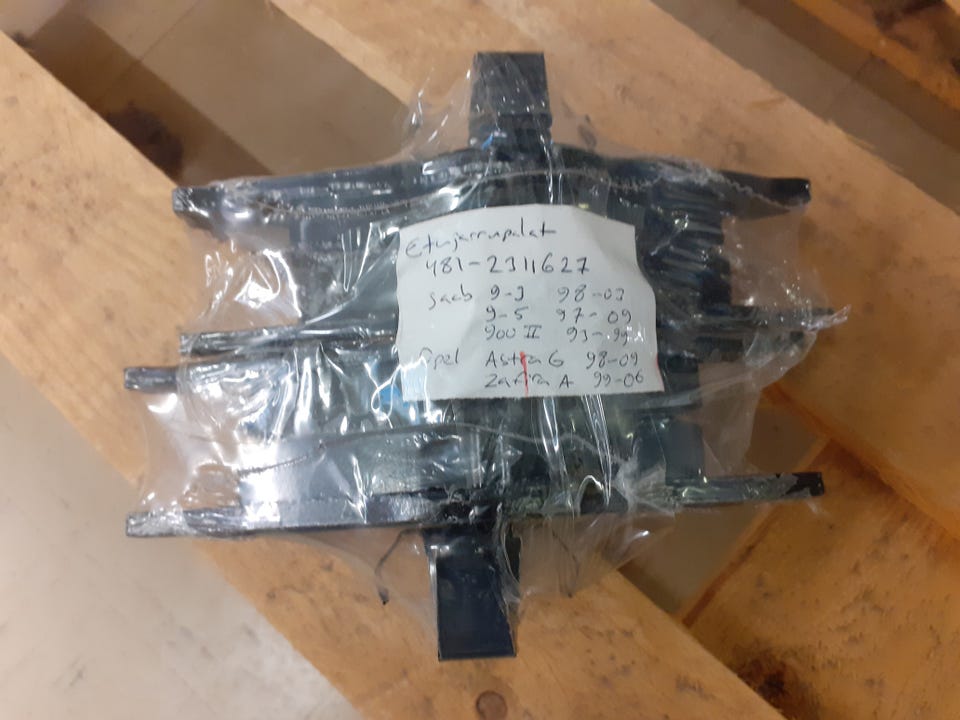 Etujarrupalat
481-2311627
Saab 9-3 98-03
9-5 97-09
900 II 93-99
Opel Astra G 98-09
Zafira A 99-06